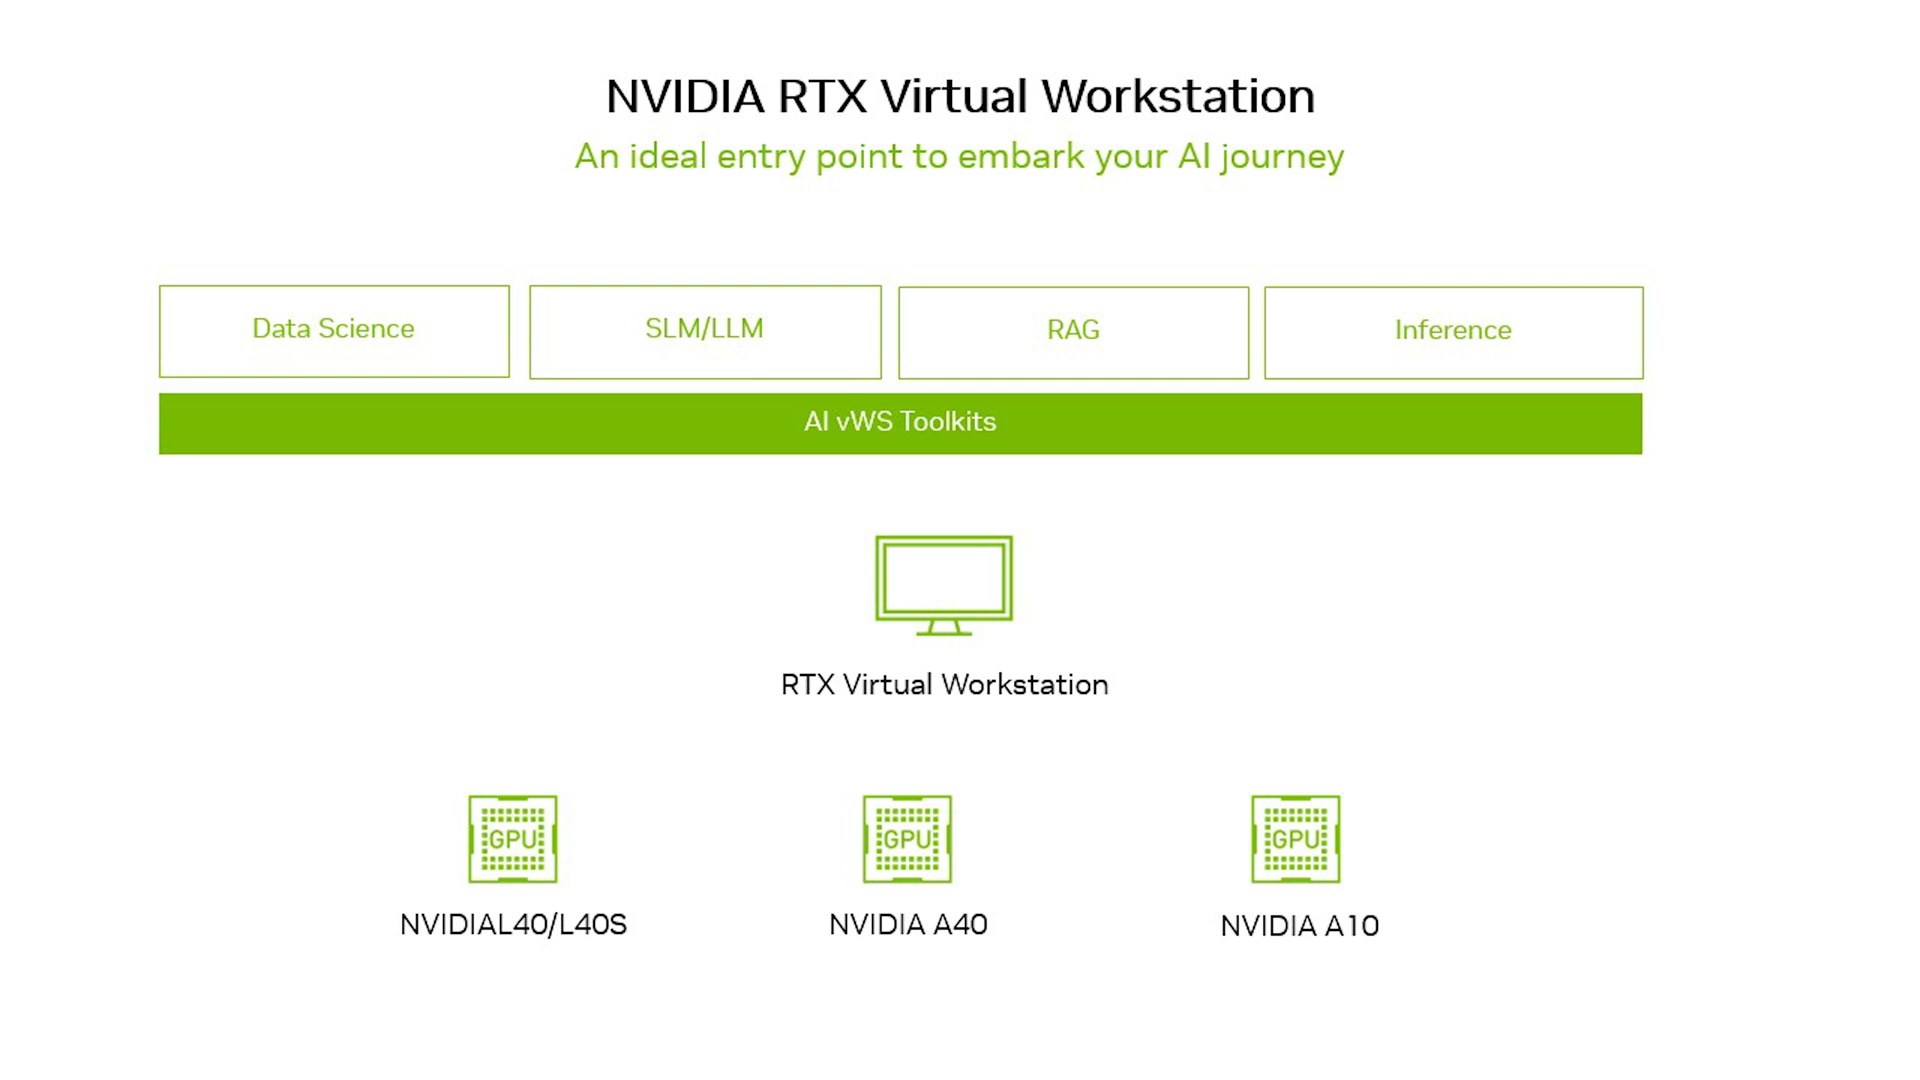 NVIDIA RTX Virtual Workstation
An ideal entry point to embark your AI journey
Data Science
SLM/LLM
RAG
Inference
AI vWS Toolkits
RTX Virtual Workstation
GPU
GPU
GPU
NVIDIAL40/L40S
NVIDIA A40
NVIDIA A10